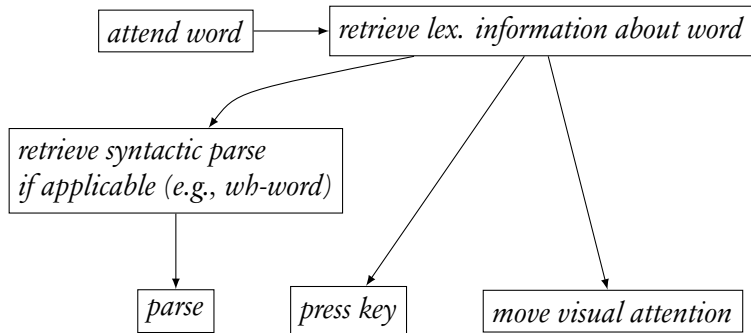 attend word
retrieve lex. information about word
retrieve syntactic parse
if applicable (e.g., wh-word)
parse
press key
move visual attention